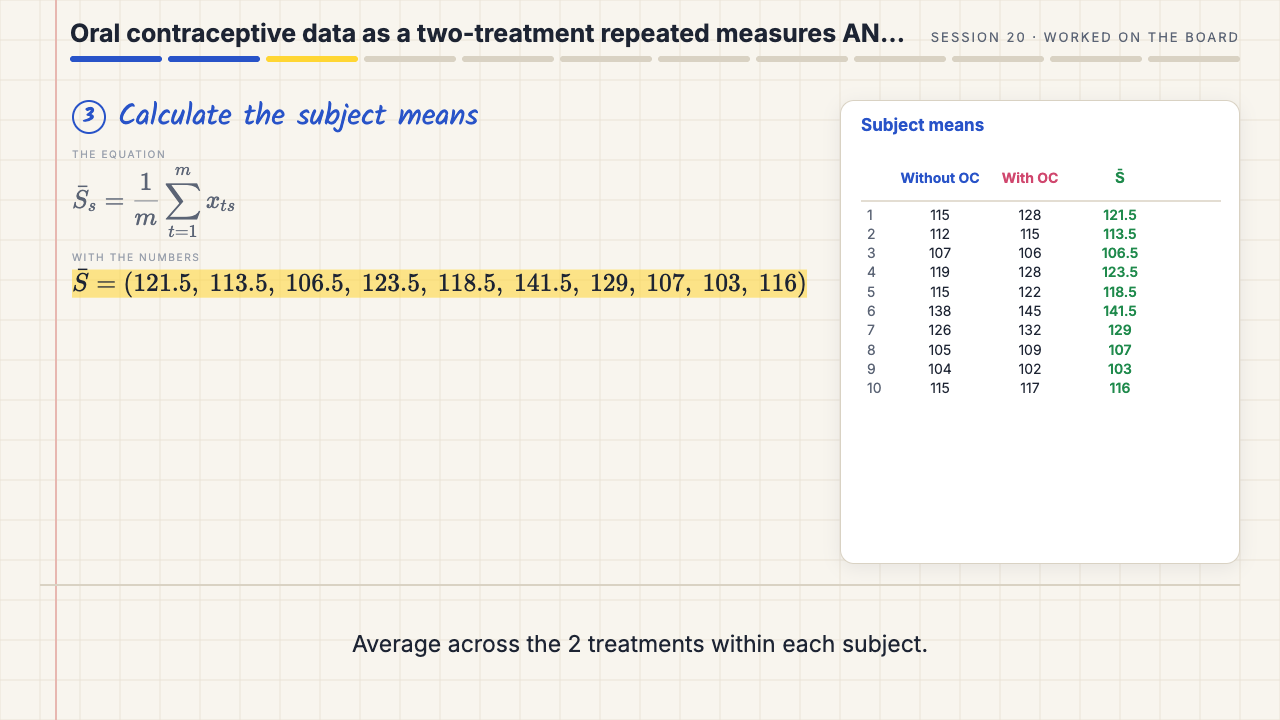 Oral contraceptive data as a two-treatment repeated measures AN...
SESSION 20 · WORKED ON THE BOARD
3 Calculate the subject means
THE EQUATION
S̄ₛ = 1/m ∑_{t=1}^{m} x_{ts}
WITH THE NUMBERS
S̄ = (121.5, 113.5, 106.5, 123.5, 118.5, 141.5, 129, 107, 103, 116)
Subject means
Without OC With OC S̄
1 115 128 121.5
2 112 115 113.5
3 107 106 106.5
4 119 128 123.5
5 115 122 118.5
6 138 145 141.5
7 126 132 129
8 105 109 107
9 104 102 103
10 115 117 116
Average across the 2 treatments within each subject.